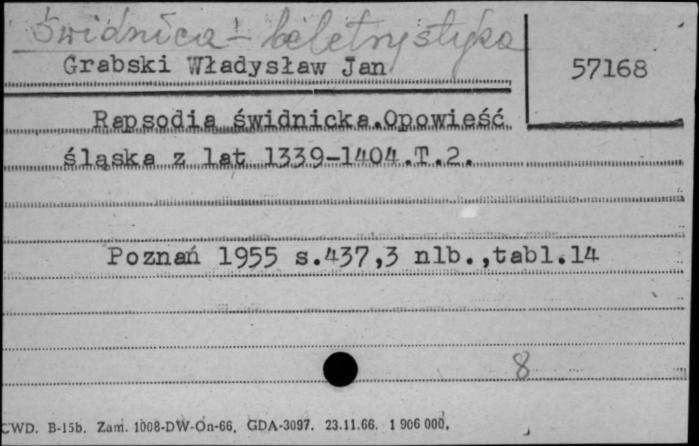 Świdnica - beletrystyka
Grabski Władysław Jan
57168
Rapsodia świdnicka.Opowieść
śląska z lat 1339-1404.T.2.
Poznań 1955 s.437,3 nlb.,tabl.14
8
CWD. B-15b. Zam. 1008-DW-On-66. GDA-3097. 23.11.66. 1 906 000.